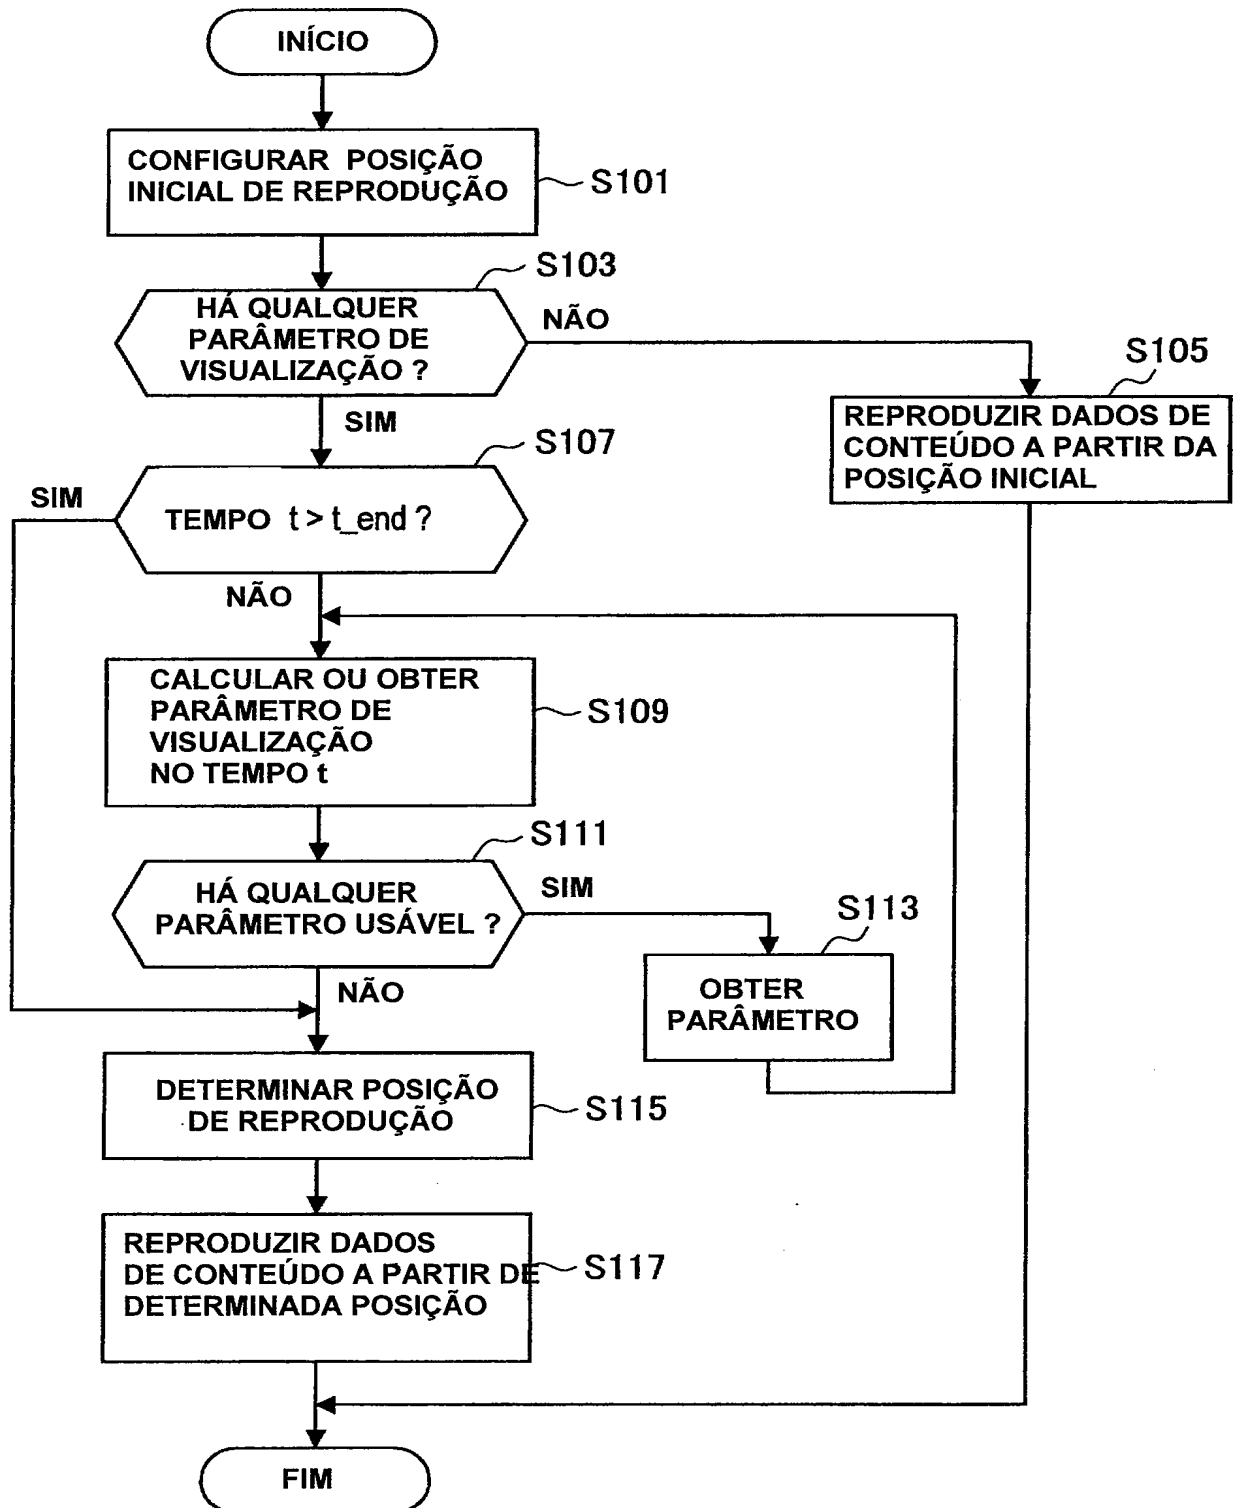 INÍCIO
CONFIGURAR POSIÇÃO
INICIAL DE REPRODUÇÃO
S101
S103
HÁ QUALQUER
PARÂMETRO DE
VISUALIZAÇÃO ?
NÃO
SIM
S105
REPRODUZIR DADOS DE
CONTEÚDO A PARTIR DA
POSIÇÃO INICIAL
S107
SIM
TEMPO t > t_end ?
NÃO
CALCULAR OU OBTER
PARÂMETRO DE
VISUALIZAÇÃO
NO TEMPO t
S109
S111
HÁ QUALQUER
PARÂMETRO USÁVEL ?
SIM
NÃO
S113
OBTER
PARÂMETRO
DETERMINAR POSIÇÃO
DE REPRODUÇÃO
S115
REPRODUZIR DADOS
DE CONTEÚDO A PARTIR DE
DETERMINADA POSIÇÃO
S117
FIM